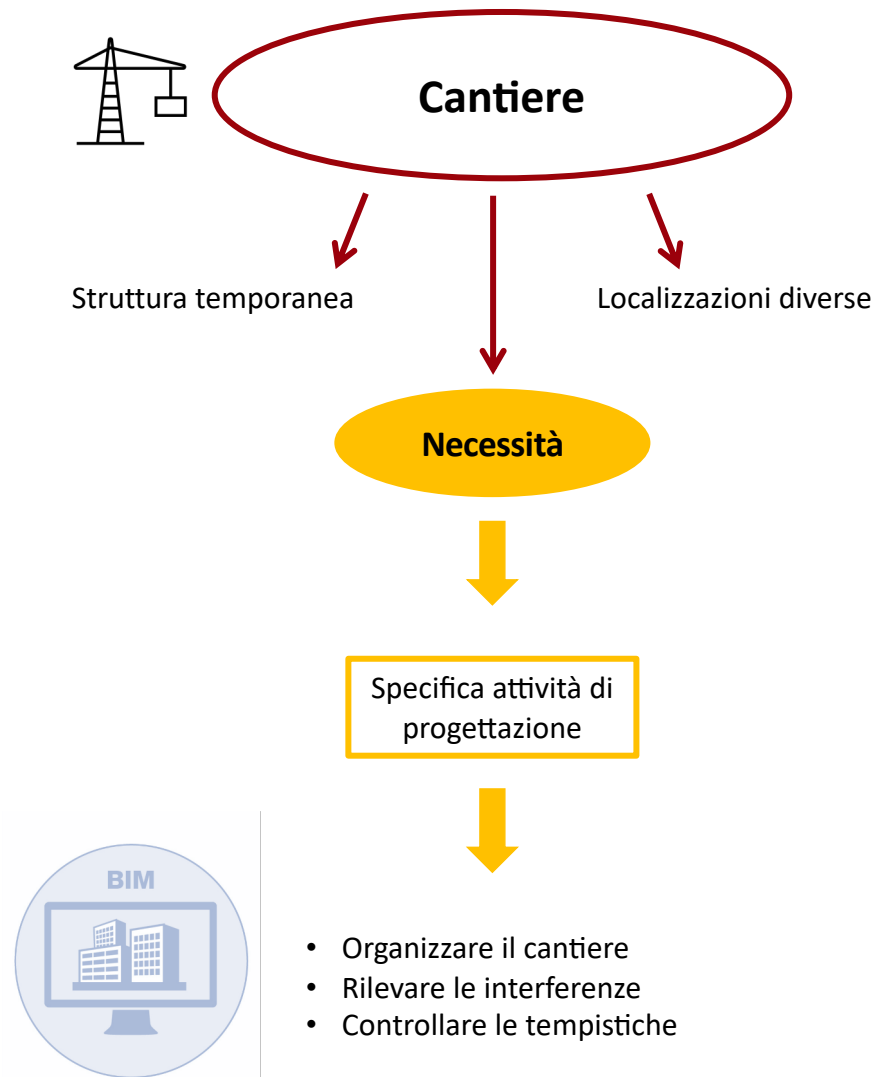 Cantiere
Struttura temporanea
Localizzazioni diverse
Necessità
Specifica attività di
progettazione
BIM
• Organizzare il cantiere
• Rilevare le interferenze
• Controllare le tempistiche